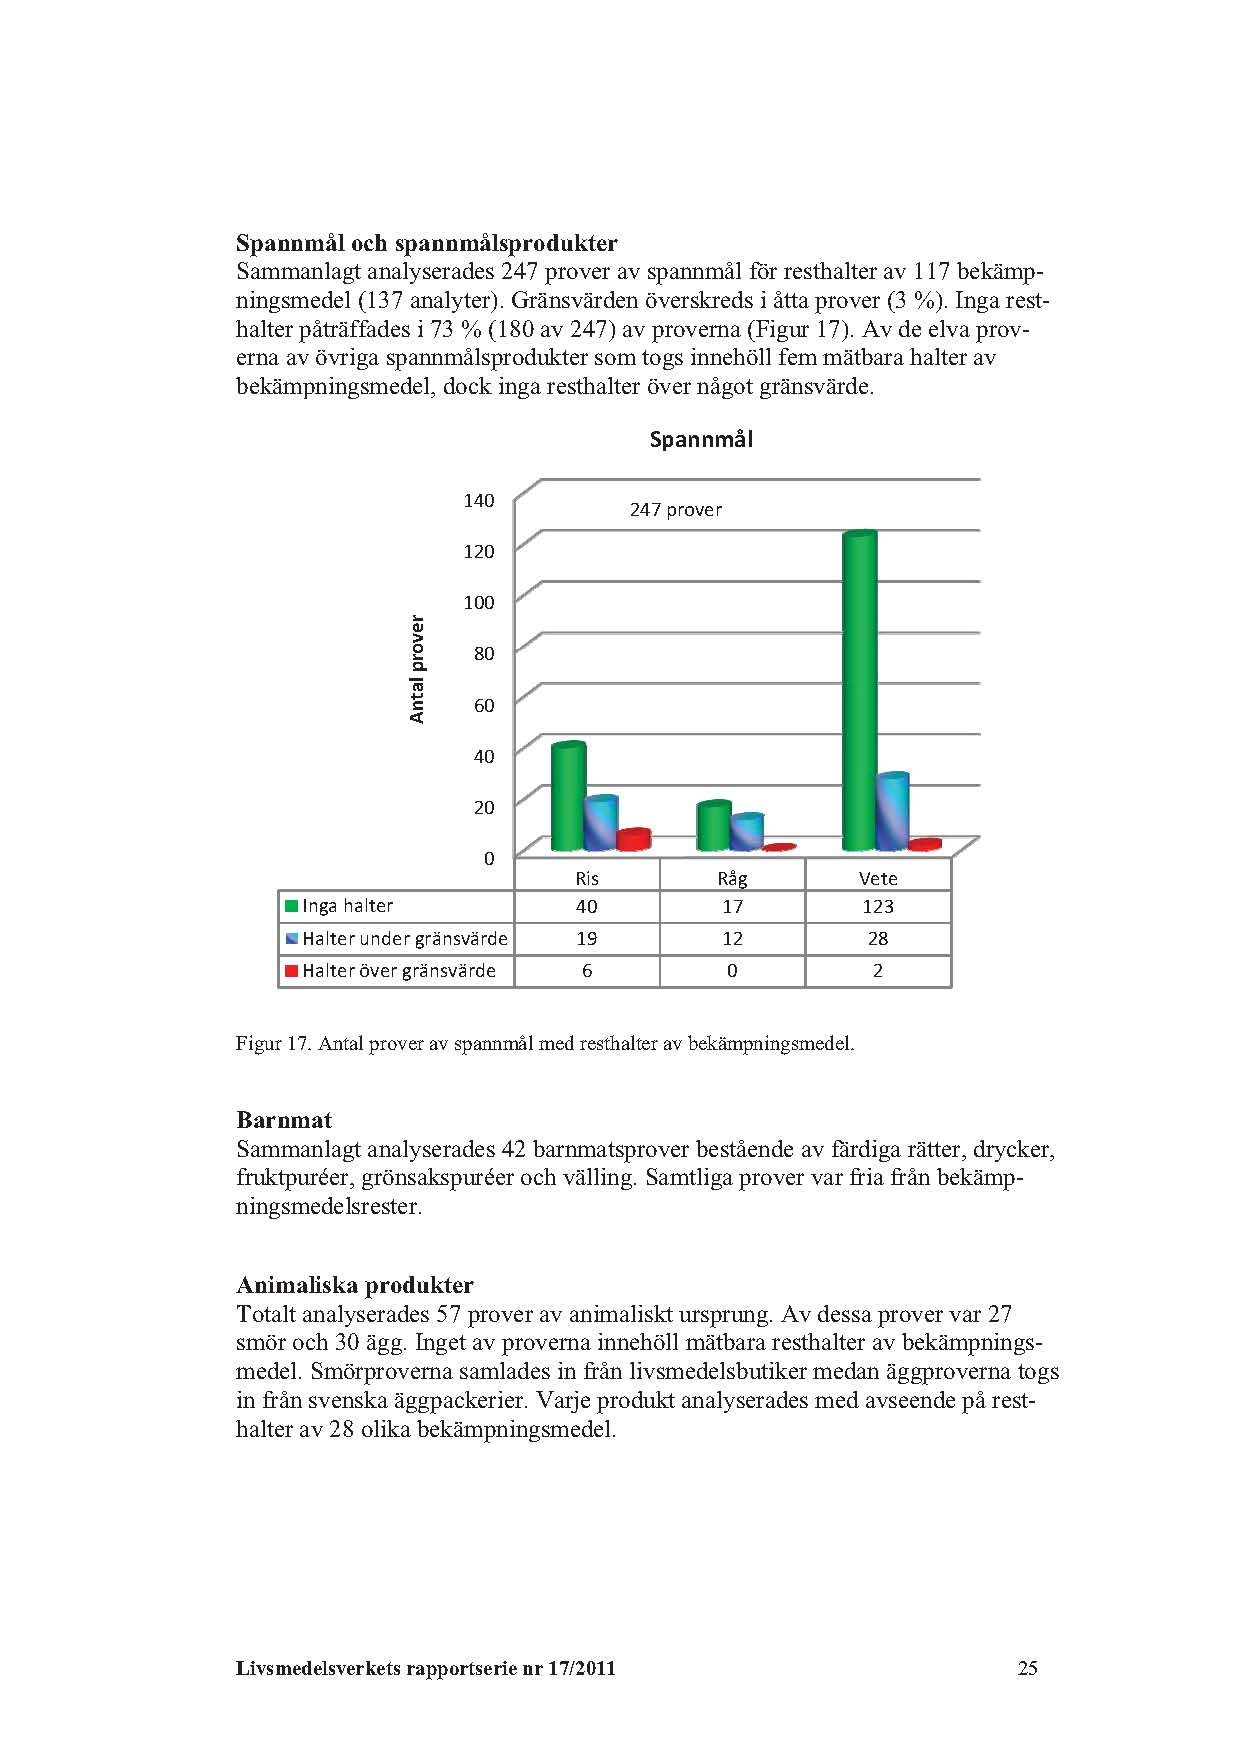 Spannmål och spannmålsprodukter
Sammanlagt analyserades 247 prover av spannmål för resthalter av 117 bekämp-
ningsmedel (137 analyter). Gränsvärden överskreds i åtta prover (3 %). Inga rest-
halter påträffades i 73 % (180 av 247) av proverna (Figur 17). Av de elva prov-
erna av övriga spannmålsprodukter som togs innehöll fem mätbara halter av
bekämpningsmedel, dock inga resthalter över något gränsvärde.
Spannmål
247 prover
140
120
100
80
60
40
20
0
Antal prover
Ris Råg Vete
Inga halter 40 17 123
Halter under gränsvärde 19 12 28
Halter över gränsvärde 6 0 2
Figur 17. Antal prover av spannmål med resthalter av bekämpningsmedel.
Barnmat
Sammanlagt analyserades 42 barnmatsprover bestående av färdiga rätter, drycker,
fruktpuréer, grönsakspuréer och välling. Samtliga prover var fria från bekämp-
ningsmedelsrester.
Animaliska produkter
Totalt analyserades 57 prover av animaliskt ursprung. Av dessa prover var 27
smör och 30 ägg. Inget av proverna innehöll mätbara resthalter av bekämpnings-
medel. Smörproverna samlades in från livsmedelsbutiker medan äggproverna togs
in från svenska äggpackerier. Varje produkt analyserades med avseende på rest-
halter av 28 olika bekämpningsmedel.
Livsmedelsverkets rapportserie nr 17/2011 25